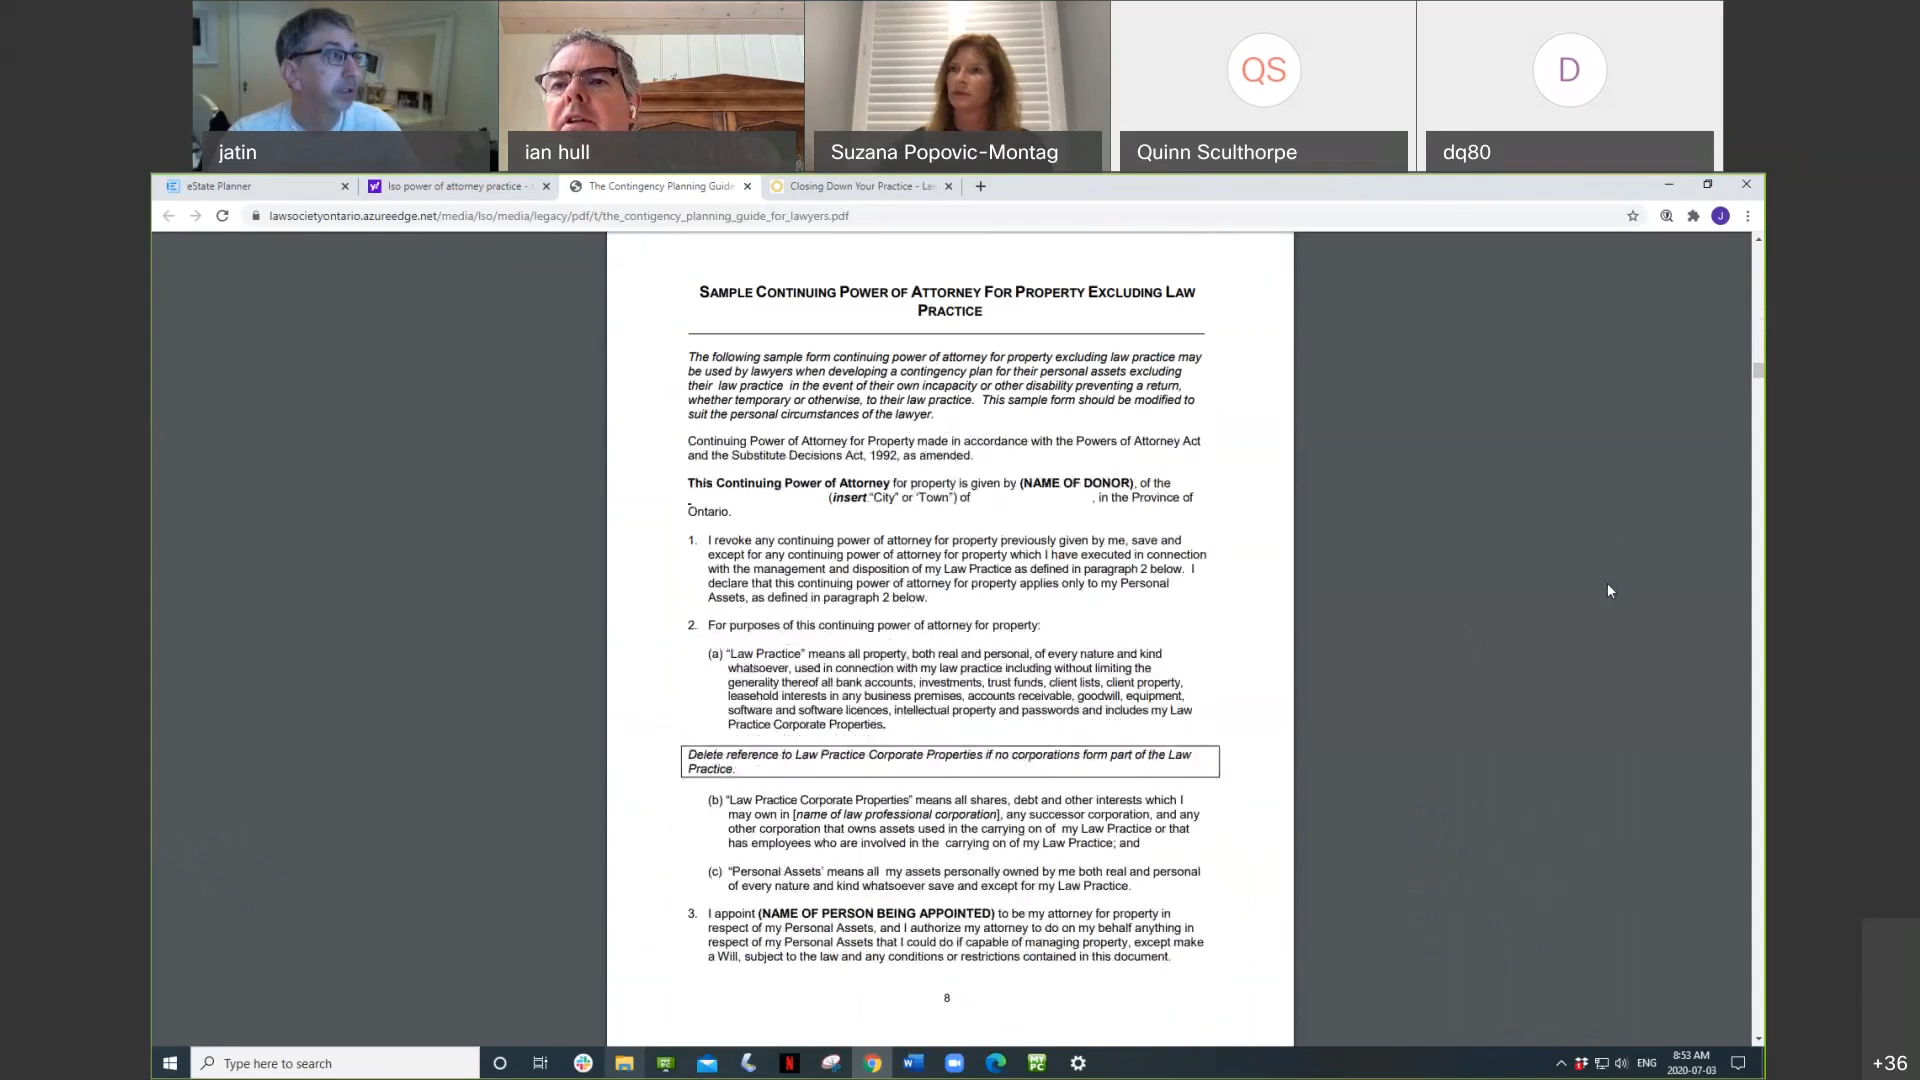 QS
D
jatin
ian hull
Suzana Popovic-Montag
Quinn Sculthorpe
dq80
eState Planner
lso power of attorney practice -
The Contingency Planning Guide
Closing Down Your Practice - La
lawsocietyontario.azureedge.net/media/lso/media/legacy/pdf/t/the_contigency_planning_guide_for_lawyers.pdf
J
SAMPLE CONTINUING POWER OF ATTORNEY FOR PROPERTY EXCLUDING LAW
PRACTICE
The following sample form continuing power of attorney for property excluding law practice may
be used by lawyers when developing a contingency plan for their personal assets excluding
their law practice in the event of their own incapacity or other disability preventing a return,
whether temporary or otherwise, to their law practice. This sample form should be modified to
suit the personal circumstances of the lawyer.
Continuing Power of Attorney for Property made in accordance with the Powers of Attorney Act
and the Substitute Decisions Act, 1992, as amended.
This Continuing Power of Attorney for property is given by (NAME OF DONOR), of the
(insert "City" or 'Town") of , in the Province of
Ontario.
1. I revoke any continuing power of attorney for property previously given by me, save and
except for any continuing power of attorney for property which I have executed in connection
with the management and disposition of my Law Practice as defined in paragraph 2 below. I
declare that this continuing power of attorney for property applies only to my Personal
Assets, as defined in paragraph 2 below.
2. For purposes of this continuing power of attorney for property:
(a) "Law Practice" means all property, both real and personal, of every nature and kind
whatsoever, used in connection with my law practice including without limiting the
generality thereof all bank accounts, investments, trust funds, client lists, client property,
leasehold interests in any business premises, accounts receivable, goodwill, equipment,
software and software licences, intellectual property and passwords and includes my Law
Practice Corporate Properties.
Delete reference to Law Practice Corporate Properties if no corporations form part of the Law
Practice.
(b) "Law Practice Corporate Properties" means all shares, debt and other interests which I
may own in [name of law professional corporation], any successor corporation, and any
other corporation that owns assets used in the carrying on of my Law Practice or that
has employees who are involved in the carrying on of my Law Practice; and
(c) "Personal Assets' means all my assets personally owned by me both real and personal
of every nature and kind whatsoever save and except for my Law Practice.
3. I appoint (NAME OF PERSON BEING APPOINTED) to be my attorney for property in
respect of my Personal Assets, and I authorize my attorney to do on my behalf anything in
respect of my Personal Assets that I could do if capable of managing property, except make
a Will, subject to the law and any conditions or restrictions contained in this document.
8
Type here to search
N
MY PC
ENG
8:53 AM
2020-07-03
+36